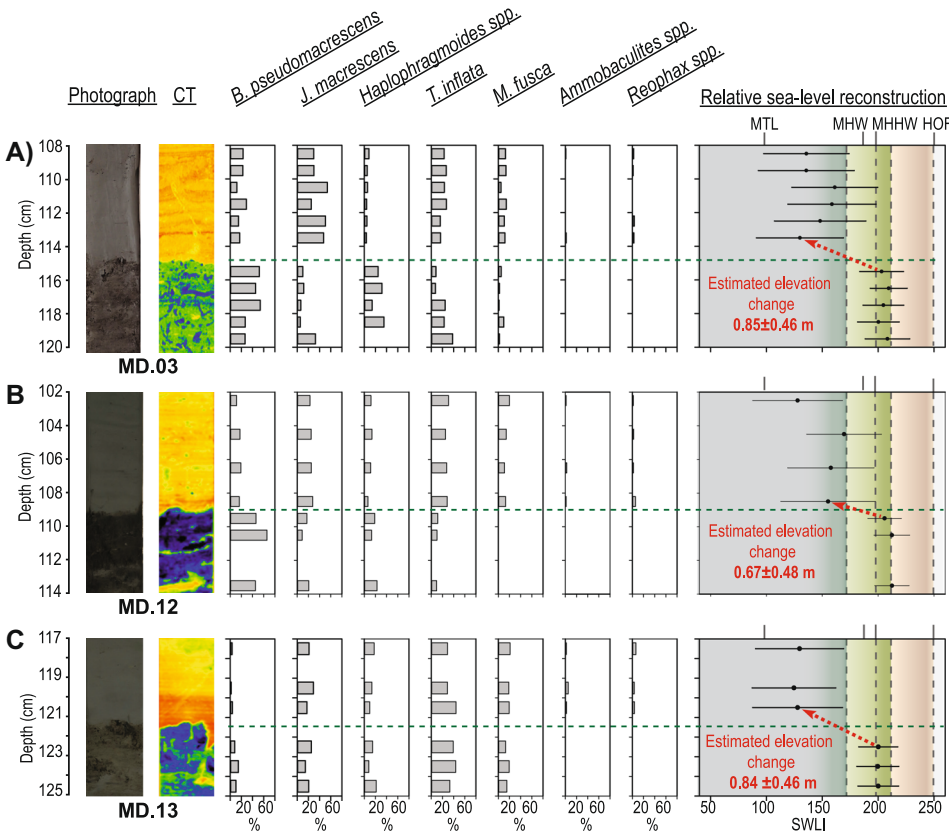 Photograph CT B. pseudomacrescens J. macrescens Haplophragmoides spp. T. inflata M. fusca Ammobaculites spp. Reophax spp. Relative sea-level reconstruction
MTL MHW MHHW HOF
A)
Depth (cm)
108
110
112
114
116
118
120
MD.03
Estimated elevation
change
0.85±0.46 m
B
Depth (cm)
102
104
106
108
110
113
114
MD.12
Estimated elevation
change
0.67±0.48 m
C
Depth (cm)
117
119
121
123
125
MD.13
Estimated elevation
change
0.84 ±0.46 m
20 60 20 60 20 60 20 60 20 60 20 60 20 60 50 100 150 200 250
% % % % % % % SWLI